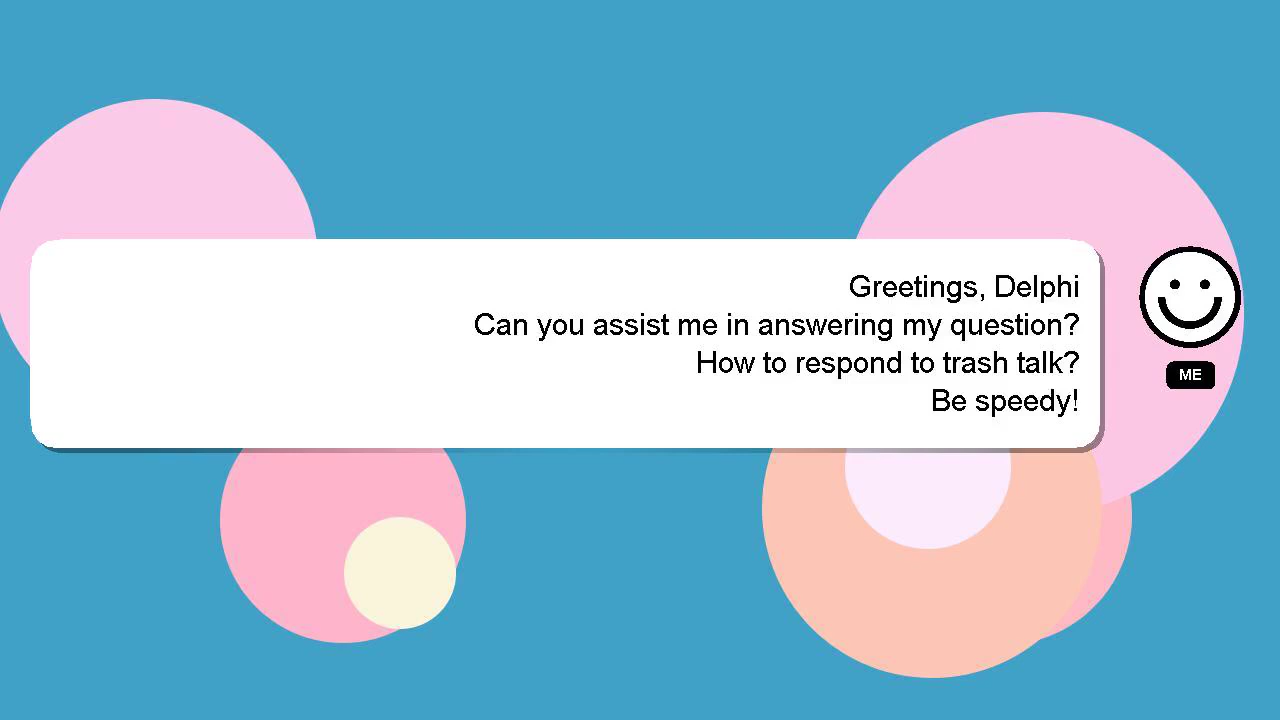 Greetings, Delphi
Can you assist me in answering my question?
How to respond to trash talk?
Be speedy!
ME